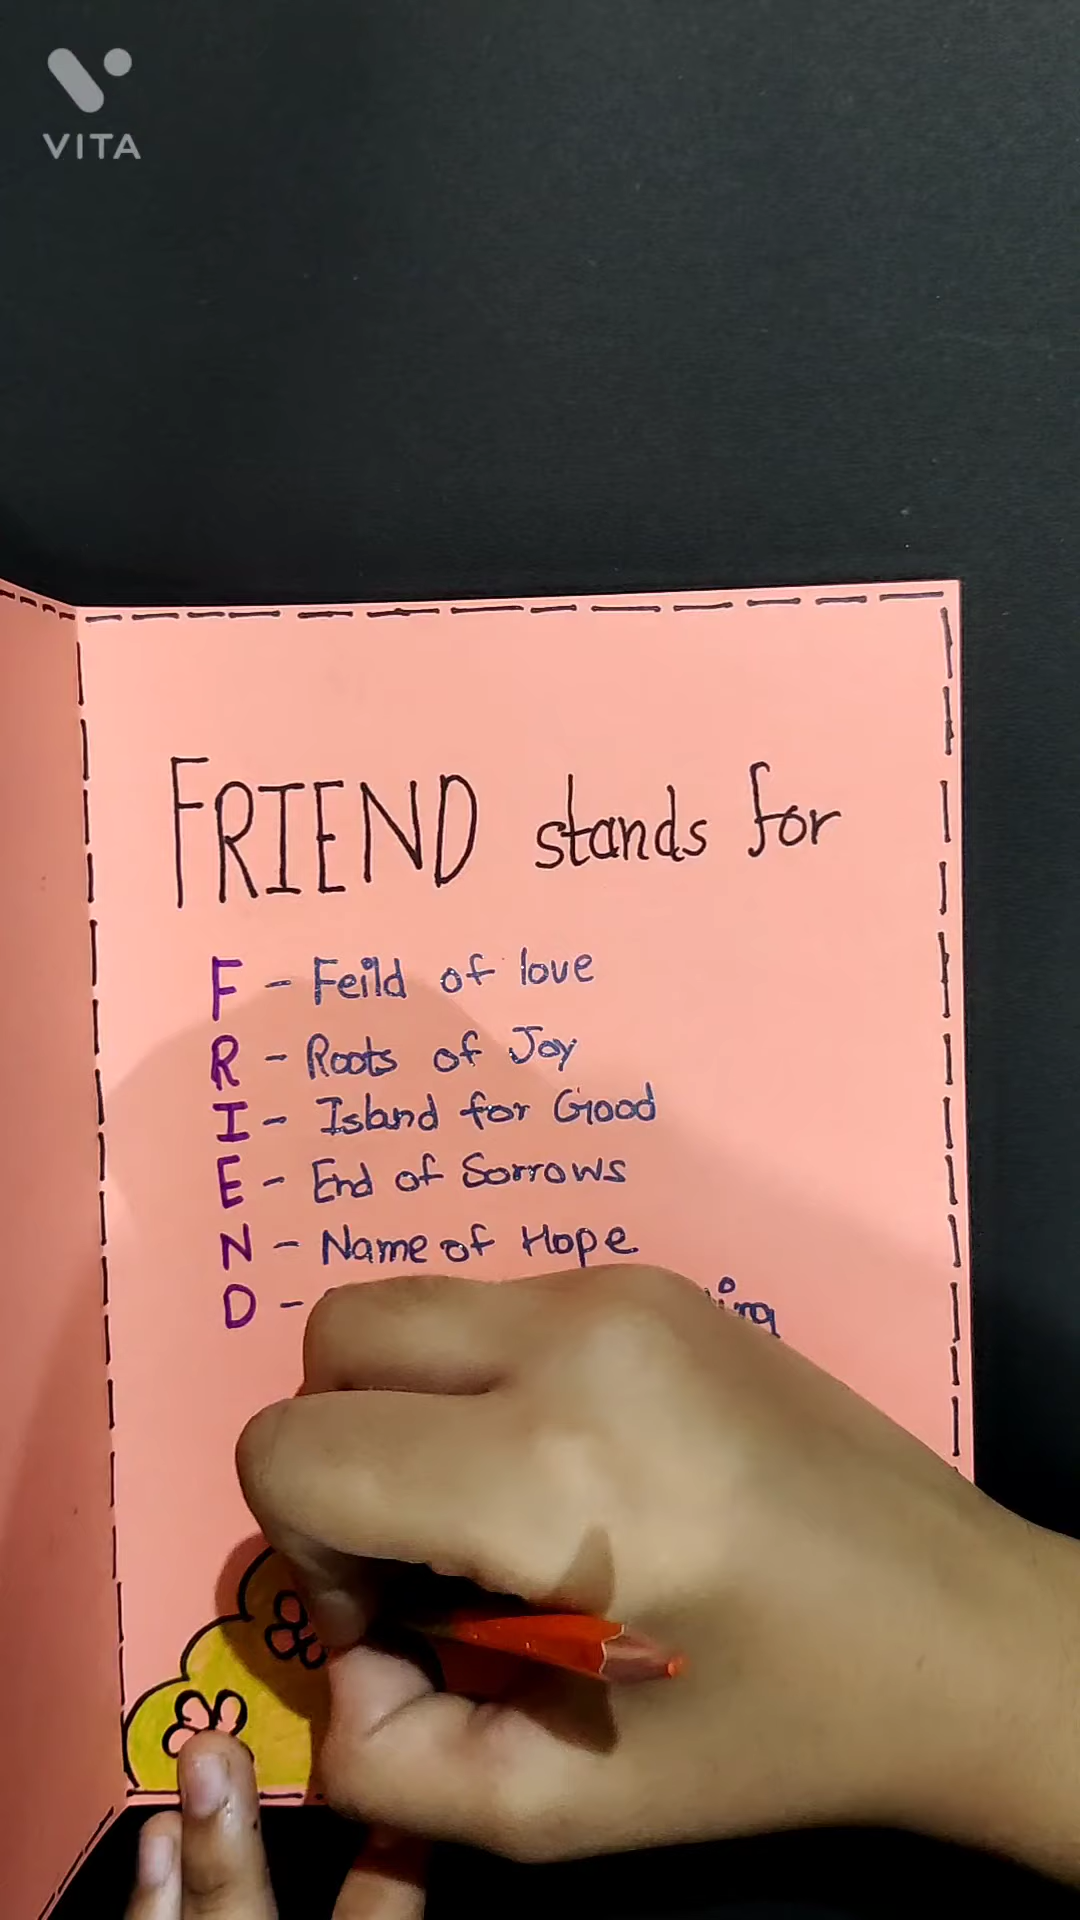 VITA
FRIEND stands for
F - Feild of love
R - Roots of Joy
I - Island for Good
E - End of Sorrows
N - Name of Hope
D -